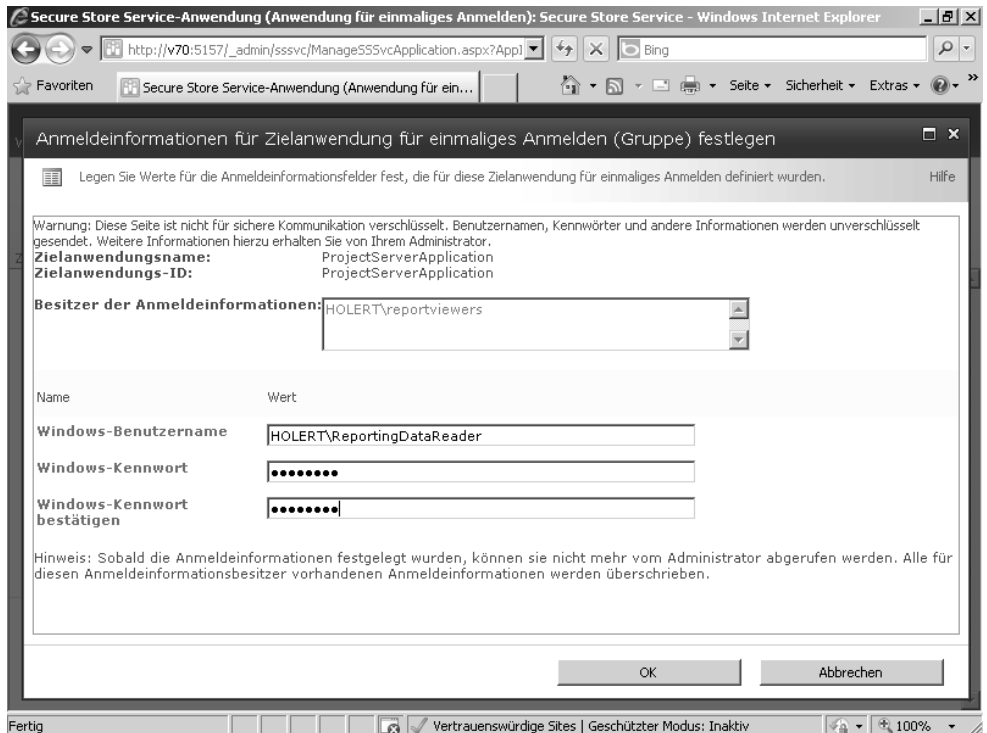 Secure Store Service-Anwendung (Anwendung für einmaliges Anmelden): Secure Store Service - Windows Internet Explorer
http://v70:5157/_admin/sssvc/ManageSSSvcApplication.aspx?Appl
Bing
Favoriten
Secure Store Service-Anwendung (Anwendung für ein...
Seite
Sicherheit
Extras
»
Anmeldeinformationen für Zielanwendung für einmaliges Anmelden (Gruppe) festlegen
Legen Sie Werte für die Anmeldeinformationsfelder fest, die für diese Zielanwendung für einmaliges Anmelden definiert wurden.
Hilfe
Warnung: Diese Seite ist nicht für sichere Kommunikation verschlüsselt. Benutzernamen, Kennwörter und andere Informationen werden unverschlüsselt
gesendet. Weitere Informationen hierzu erhalten Sie von Ihrem Administrator.
Zielanwendungsname: ProjectServerApplication
Zielanwendungs-ID: ProjectServerApplication
Besitzer der Anmeldeinformationen: HOLERT\reportviewers
Name Wert
Windows-Benutzername HOLERT\ReportingDataReader
Windows-Kennwort ••••••••
Windows-Kennwort
bestätigen ••••••••
Hinweis: Sobald die Anmeldeinformationen festgelegt wurden, können sie nicht mehr vom Administrator abgerufen werden. Alle für
diesen Anmeldeinformationsbesitzer vorhandenen Anmeldeinformationen werden überschrieben.
OK Abbrechen
Fertig
Vertrauenswürdige Sites | Geschützter Modus: Inaktiv
100%